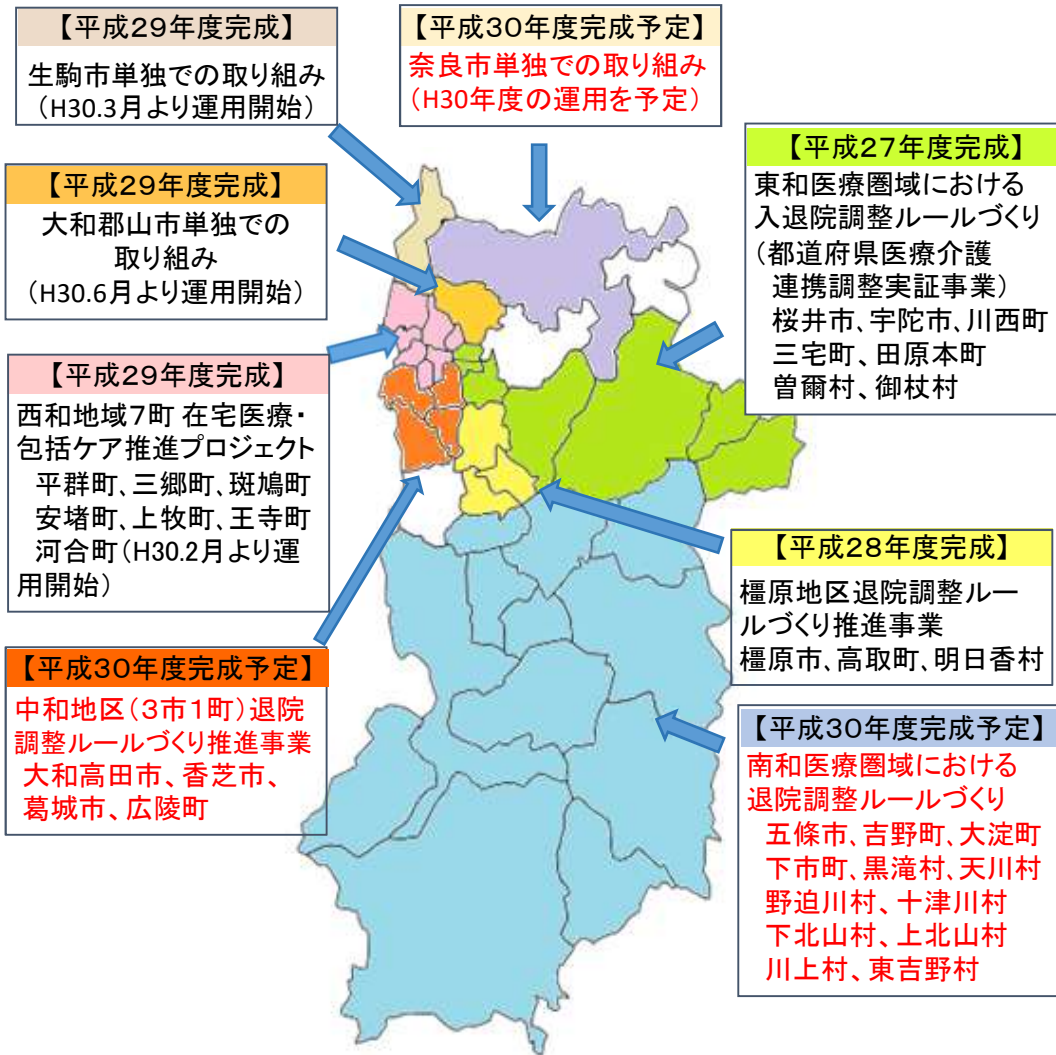 【平成29年度完成】
生駒市単独での取り組み
（H30.3月より運用開始）
【平成30年度完成予定】
奈良市単独での取り組み
（H30年度の運用を予定）
【平成27年度完成】
東和医療圏域における
入退院調整ルールづくり
（都道府県医療介護
連携調整実証事業）
桜井市、宇陀市、川西町
三宅町、田原本町
曽爾村、御杖村
【平成29年度完成】
大和郡山市単独での
取り組み
（H30.6月より運用開始）
【平成29年度完成】
西和地域7町 在宅医療・
包括ケア推進プロジェクト
平群町、三郷町、斑鳩町
安堵町、上牧町、王寺町
河合町（H30.2月より運
用開始）
【平成28年度完成】
橿原地区退院調整ルー
ルづくり推進事業
橿原市、高取町、明日香村
【平成30年度完成予定】
中和地区（3市1町）退院
調整ルールづくり推進事業
大和高田市、香芝市、
葛城市、広陵町
【平成30年度完成予定】
南和医療圏域における
退院調整ルールづくり
五條市、吉野町、大淀町
下市町、黒滝村、天川村
野迫川村、十津川村
下北山村、上北山村
川上村、東吉野村